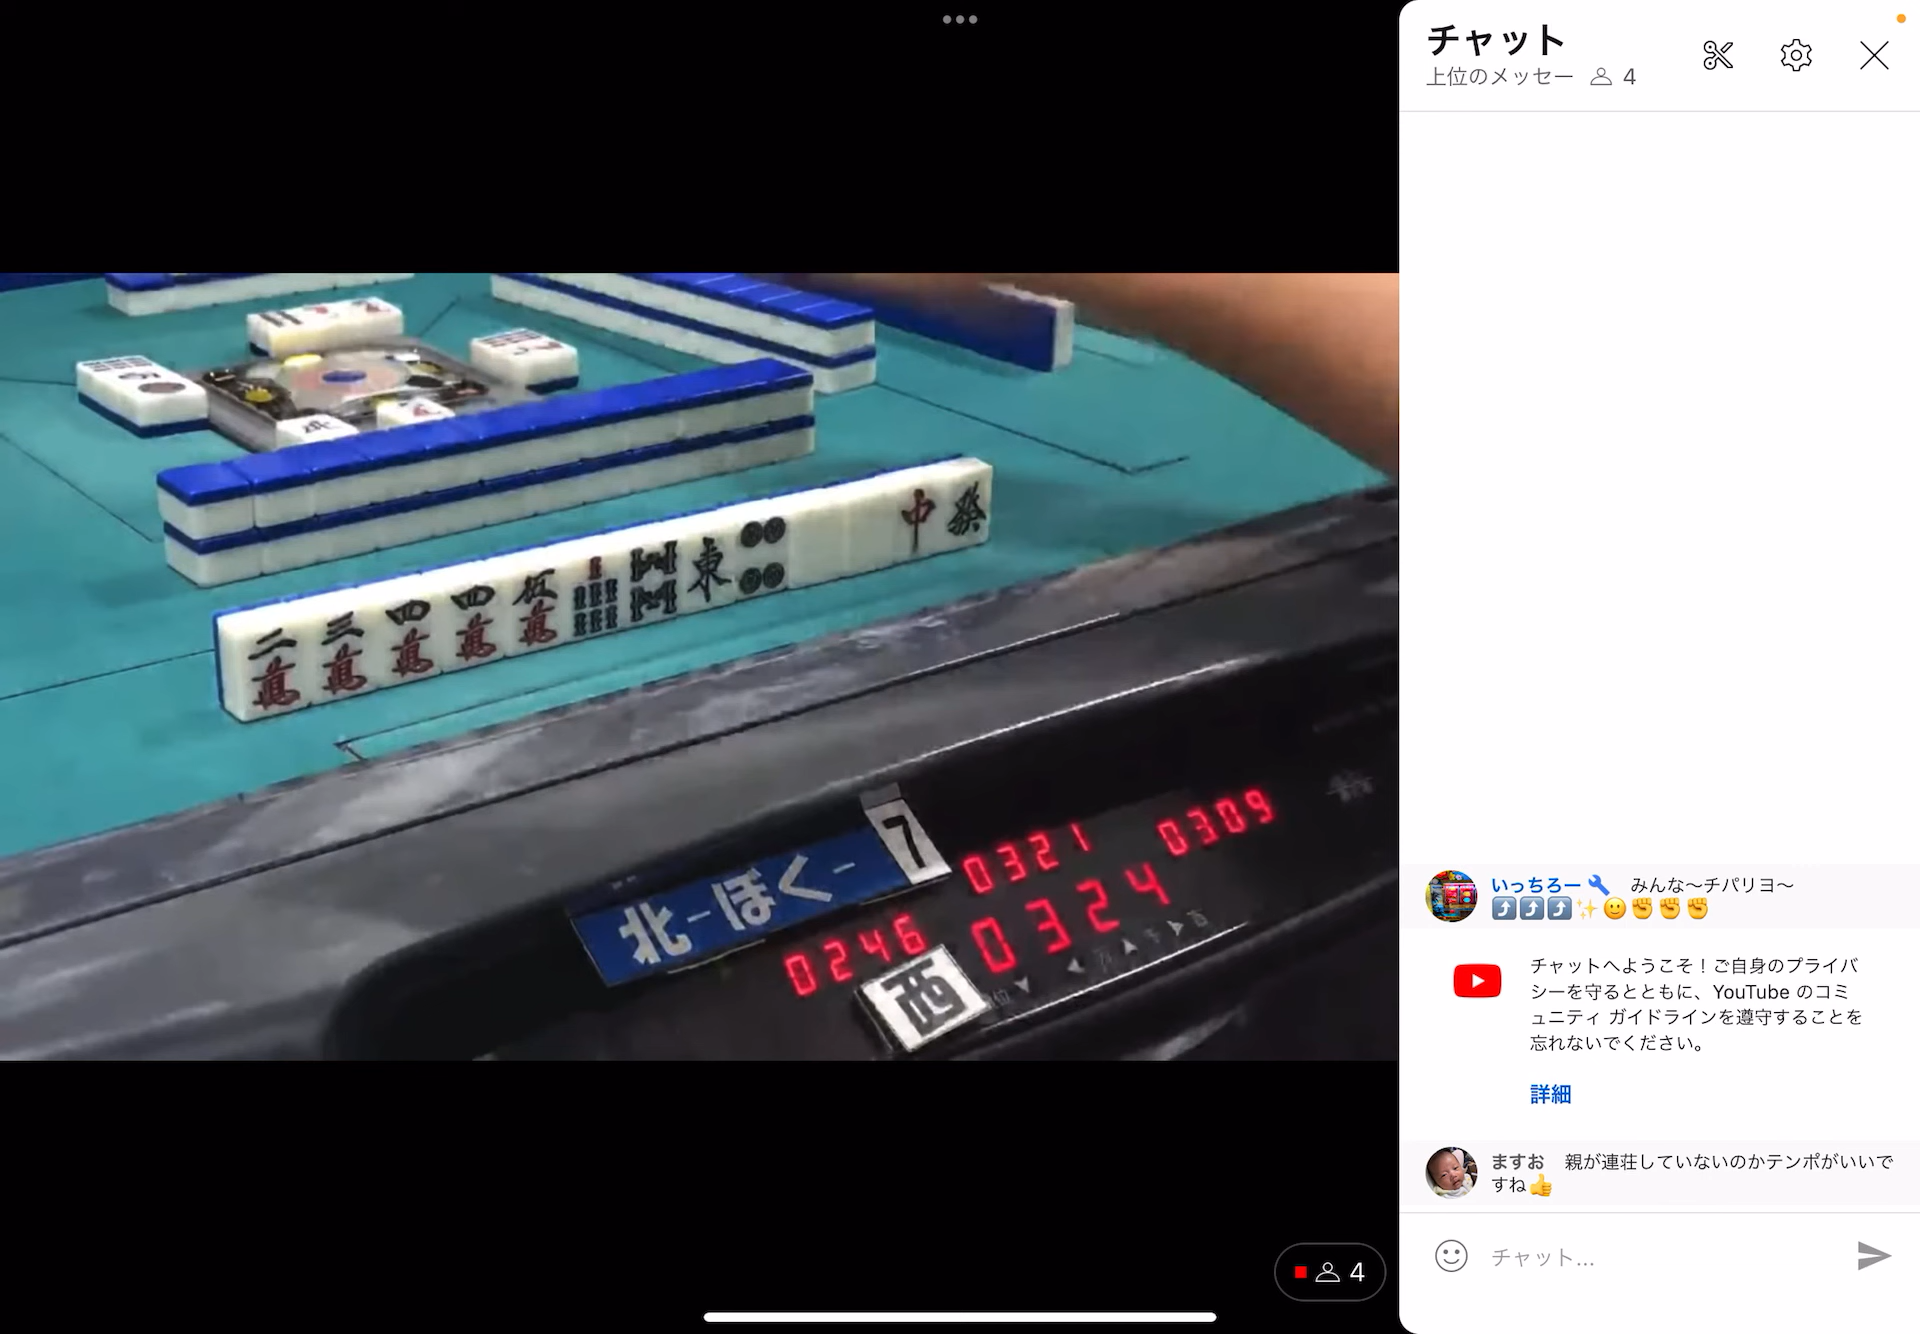 チャット
上位のメッセー 4
二 三 四 四 伍 東 中 發
萬 萬 萬 萬 萬
北-ぼく-
7
0321
0309
0246
0324
西
いっちろー🔧 みんな〜チパリヨ〜
⤴️⤴️⤴️✨🙂✊✊✊
チャットへようこそ！ご自身のプライバ
シーを守るとともに、YouTube のコミ
ュニティ ガイドラインを遵守することを
忘れないでください。
詳細
ますお 親が連荘していないのかテンポがいいで
すね👍
チャット...
4